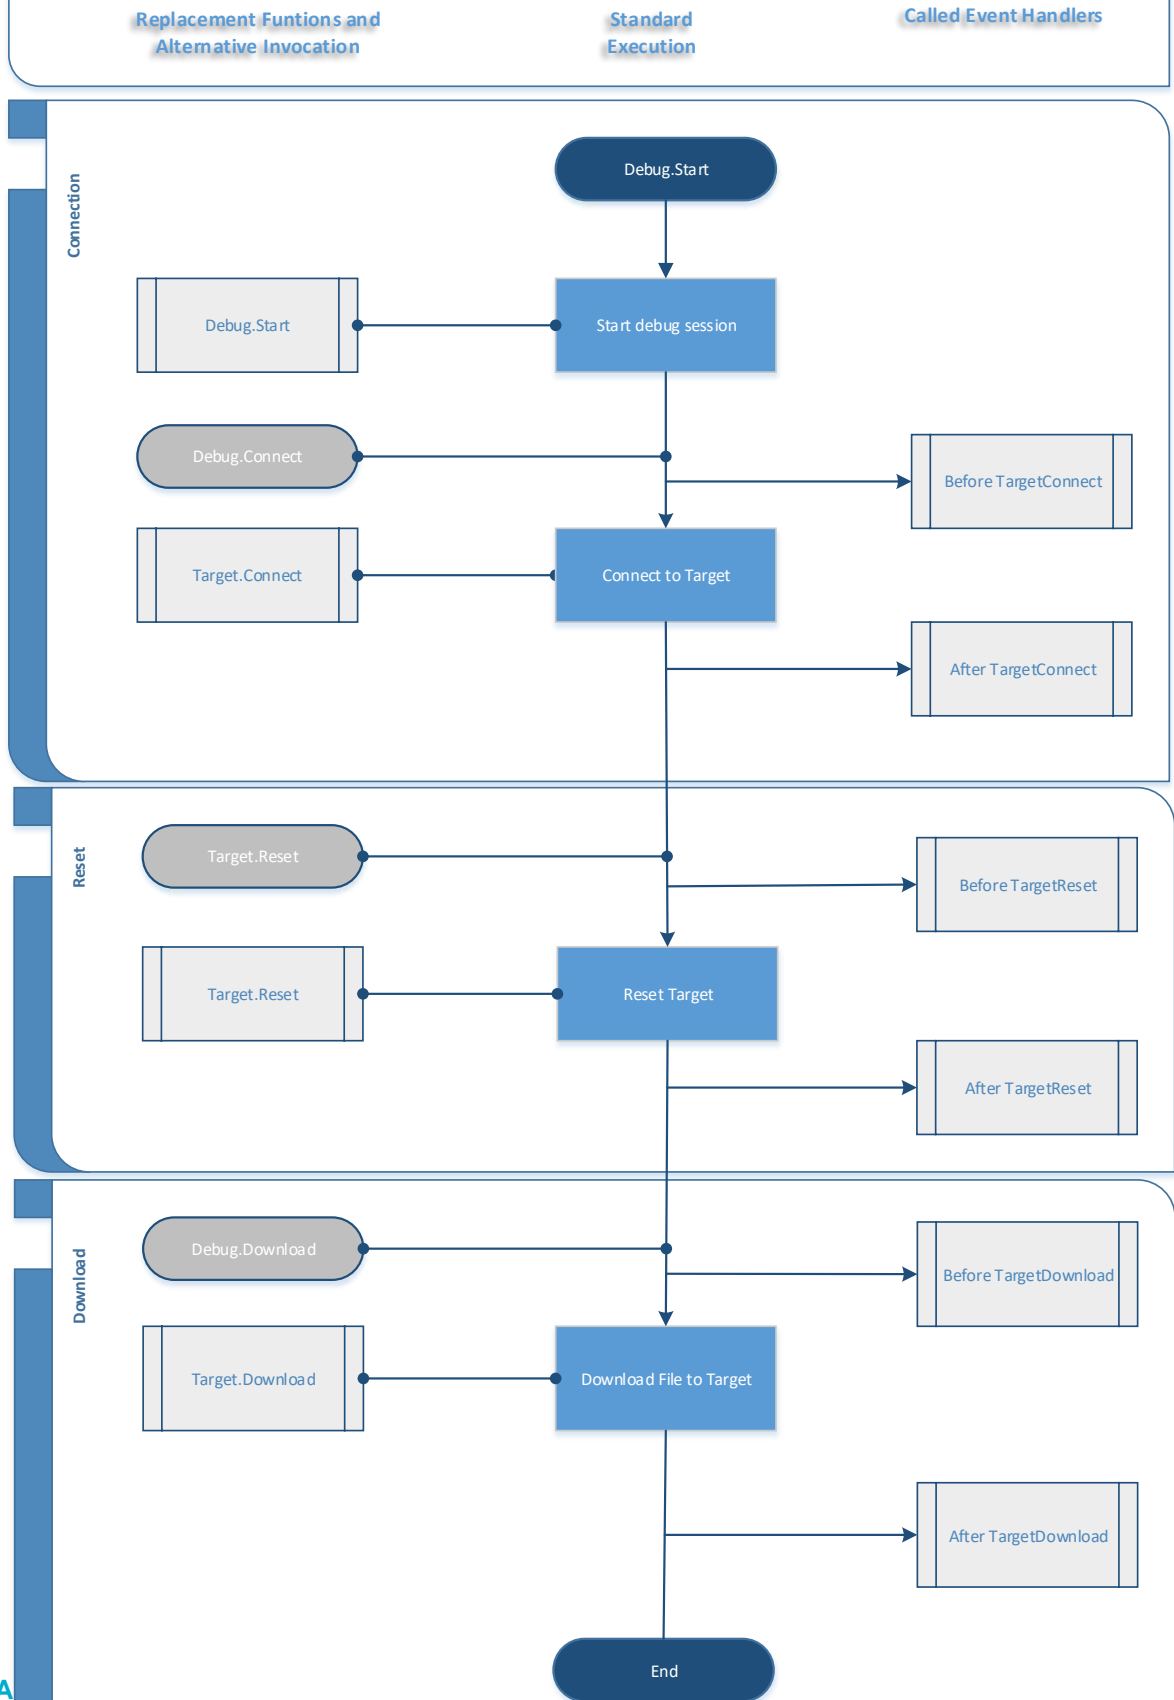 Replacement Funtions and
Alternative Invocation
Standard
Execution
Called Event Handlers
Connection
Debug.Start
Debug.Start
Start debug session
Debug.Connect
Before TargetConnect
Target.Connect
Connect to Target
After TargetConnect
Reset
Target.Reset
Before TargetReset
Target.Reset
Reset Target
After TargetReset
Download
Debug.Download
Before TargetDownload
Target.Download
Download File to Target
After TargetDownload
End
A